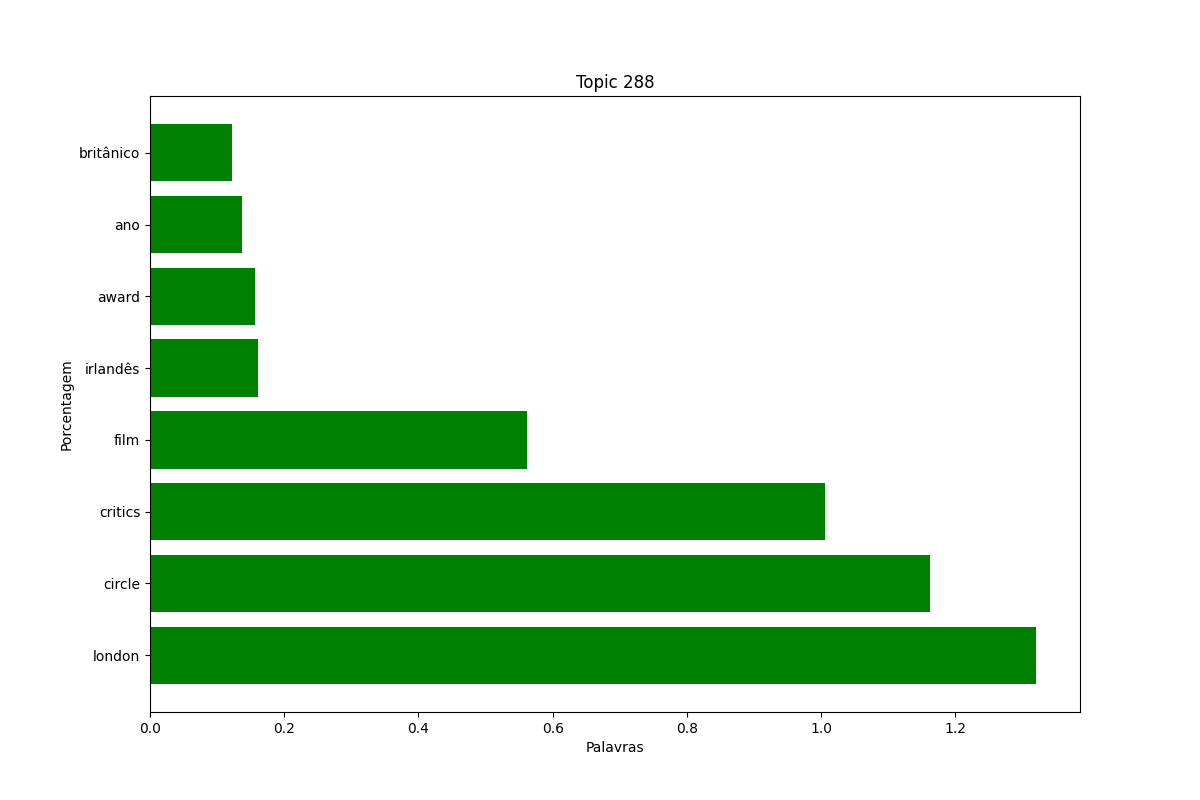 Topic 288
britânico
ano
award
irlandês
film
critics
circle
london
Porcentagem
0.0 0.2 0.4 0.6 0.8 1.0 1.2
Palavras